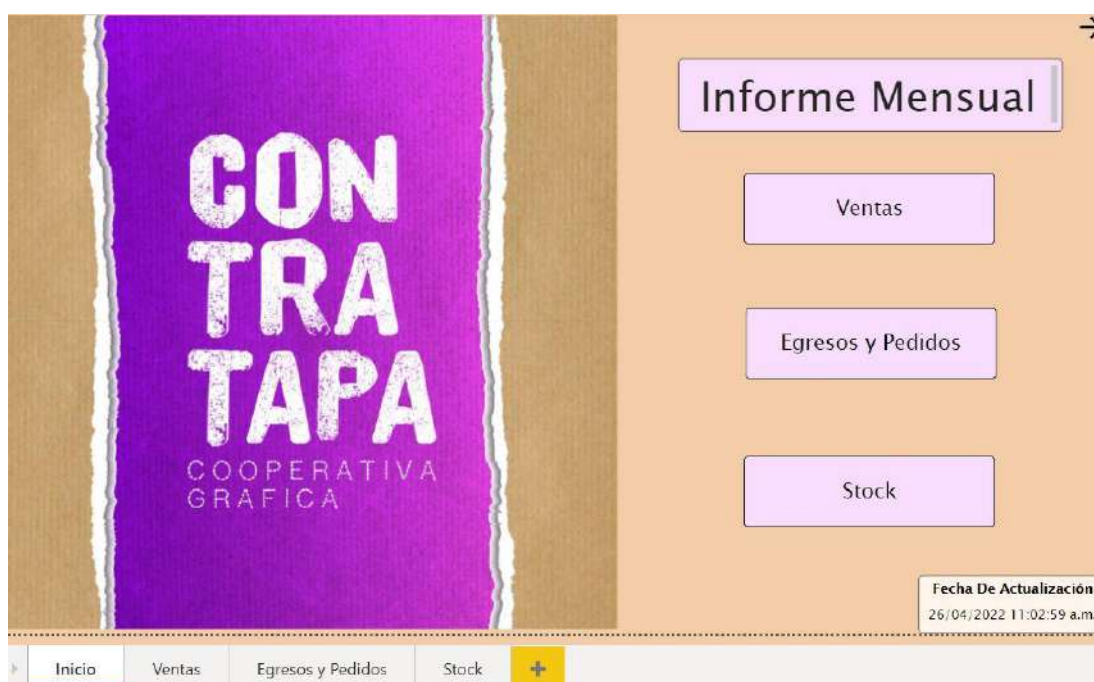 CON
TRA
TAPA
COOPERATIVA
GRAFICA
Informe Mensual
Ventas
Egresos y Pedidos
Stock
Fecha De Actualización
26/04/2022 11:02:59 a.m.
Inicio Ventas Egresos y Pedidos Stock +